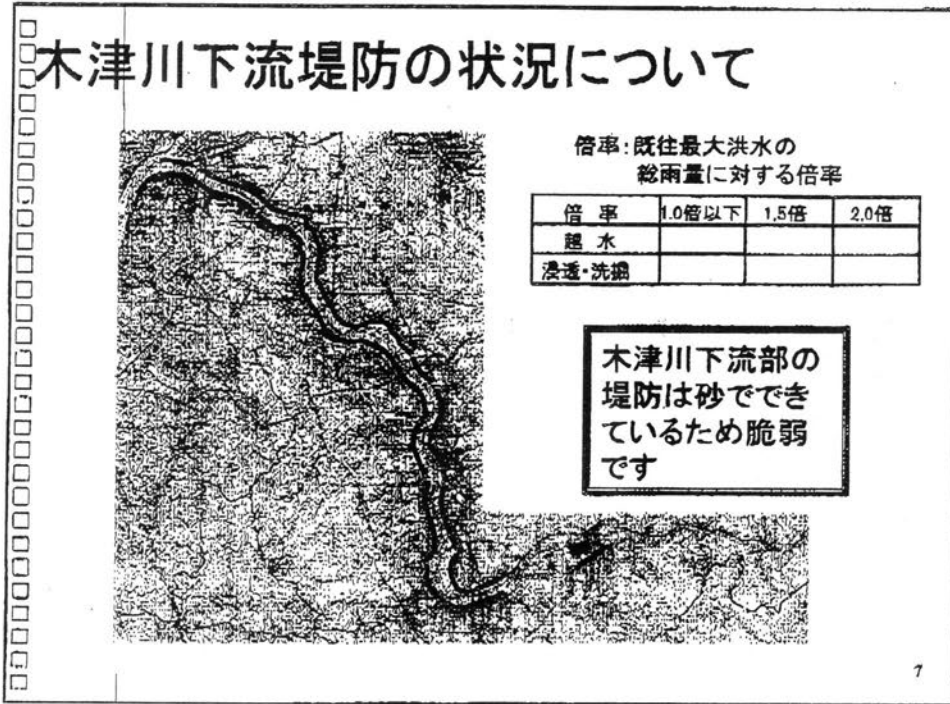 木津川下流堤防の状況について
倍率:既往最大洪水の
総雨量に対する倍率
倍 率 1.0倍以下 1.5倍 2.0倍
越 水
浸透・洗掘
木津川下流部の
堤防は砂ででき
ているため脆弱
です
7